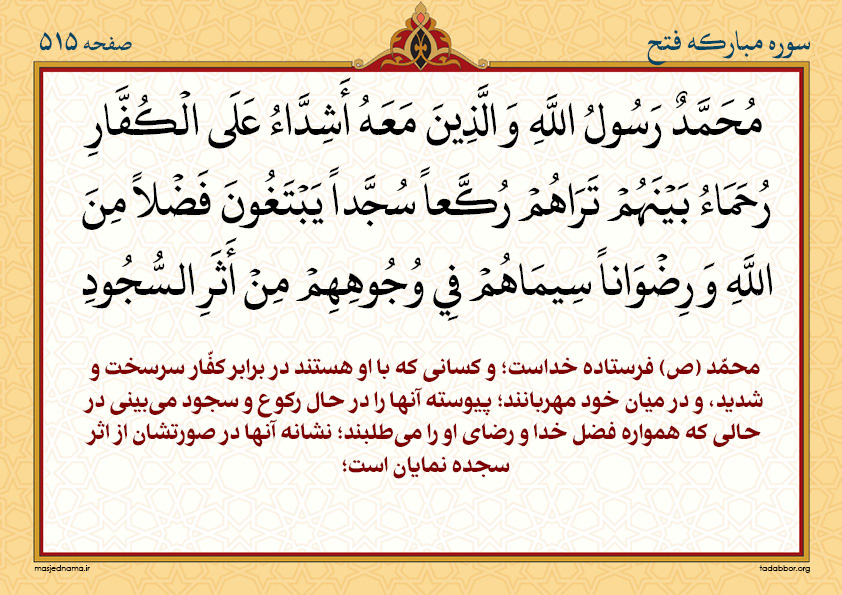 سوره مبارکه فتح
صفحه ۵۱۵
مُحَمَّدٌ رَسُولُ اللَّهِ وَ الَّذِينَ مَعَهُ أَشِدَّاءُ عَلَى الْكُفَّارِ
رُحَمَاءُ بَيْنَهُمْ تَرَاهُمْ رُكَّعاً سُجَّداً يَبْتَغُونَ فَضْلاً مِنَ
اللَّهِ وَ رِضْوَاناً سِيمَاهُمْ فِي وُجُوهِهِمْ مِنْ أَثَرِ السُّجُودِ
محمّد (ص) فرستاده خداست؛ و کسانی که با او هستند در برابر کفّار سرسخت و
شدید، و در میان خود مهربانند؛ پیوسته آنها را در حال رکوع و سجود می‌بینی در
حالی که همواره فضل خدا و رضای او را می‌طلبند؛ نشانه آنها در صورتشان از اثر
سجده نمایان است؛
masjednama.ir
tadabbor.org